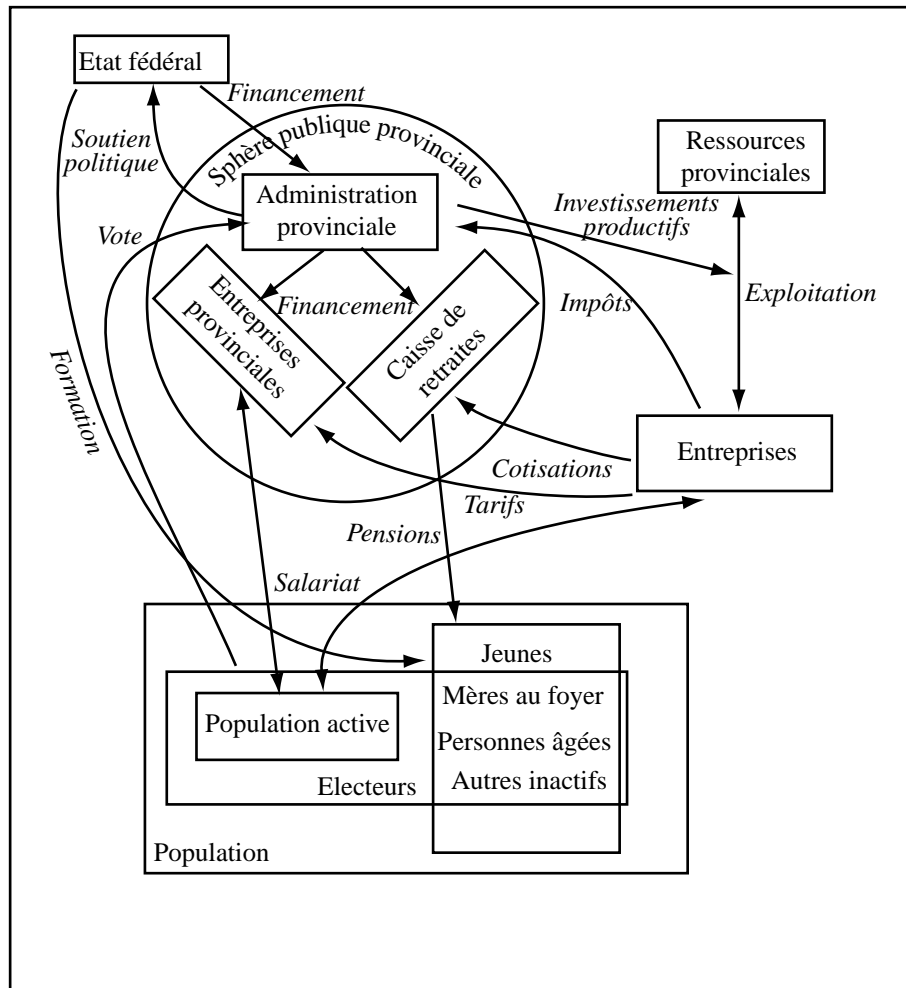 Etat fédéral
Financement
Sphère publique provinciale
Soutien
politique
Ressources
provinciales
Administration
provinciale
Investissements
productifs
Vote
Entreprises
provinciales
Financement
Caisse de
retraites
Impôts
Exploitation
Formation
Entreprises
Cotisations
Tarifs
Pensions
Salariat
Jeunes
Mères au foyer
Population active
Personnes âgées
Electeurs
Autres inactifs
Population